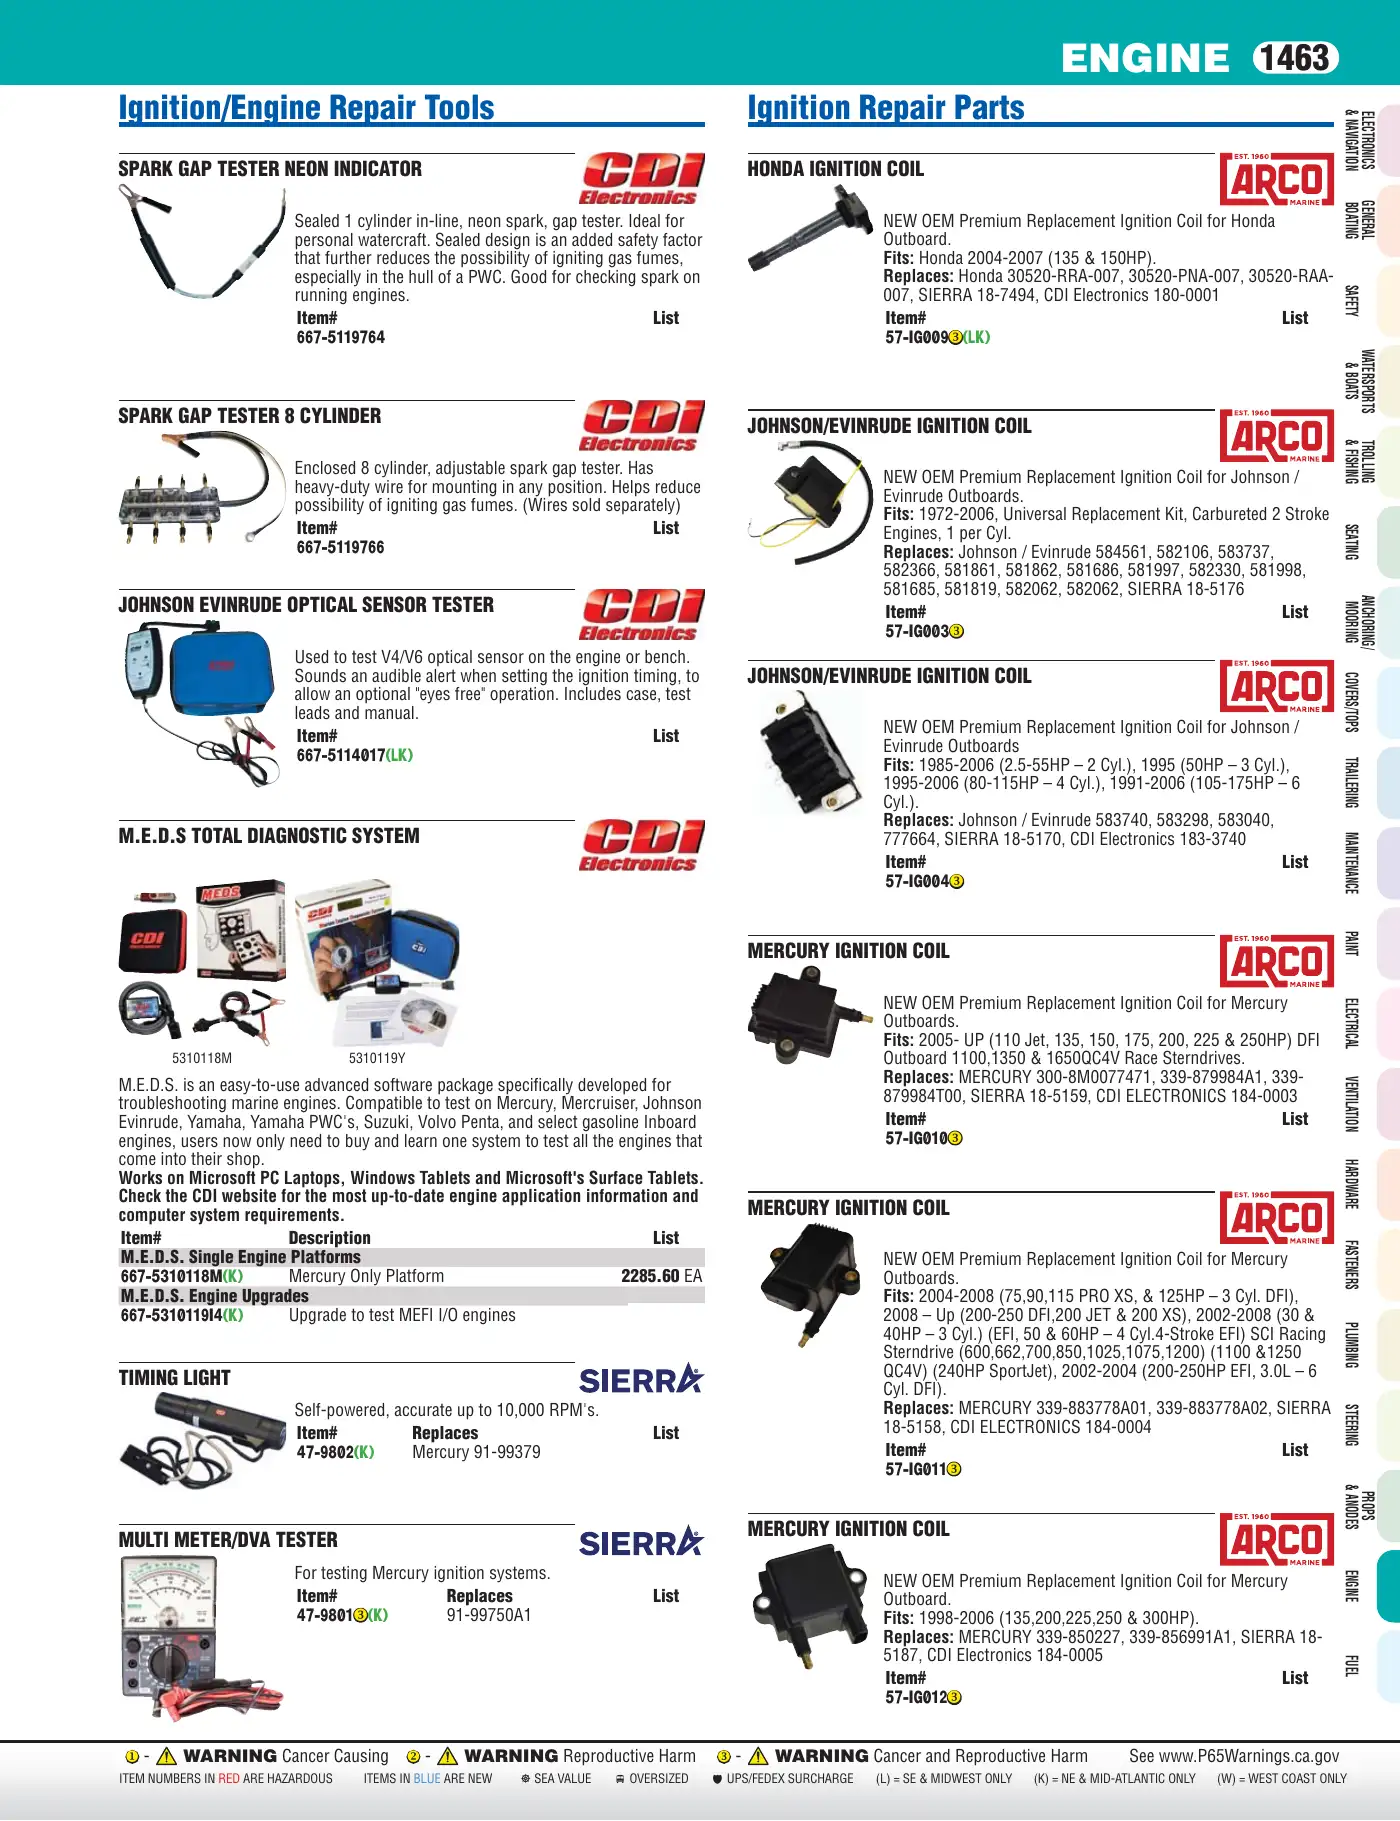 ENGINE 1463
Ignition/Engine Repair Tools
SPARK GAP TESTER NEON INDICATOR
CDI
Electronics
Sealed 1 cylinder in-line, neon spark, gap tester. Ideal for
personal watercraft. Sealed design is an added safety factor
that further reduces the possibility of igniting gas fumes,
especially in the hull of a PWC. Good for checking spark on
running engines.
Item# List
667-5119764
SPARK GAP TESTER 8 CYLINDER
CDI
Electronics
Enclosed 8 cylinder, adjustable spark gap tester. Has
heavy-duty wire for mounting in any position. Helps reduce
possibility of igniting gas fumes. (Wires sold separately)
Item# List
667-5119766
JOHNSON EVINRUDE OPTICAL SENSOR TESTER
CDI
Electronics
Used to test V4/V6 optical sensor on the engine or bench.
Sounds an audible alert when setting the ignition timing, to
allow an optional "eyes free" operation. Includes case, test
leads and manual.
Item# List
667-5114017(LK)
M.E.D.S TOTAL DIAGNOSTIC SYSTEM
CDI
Electronics
MEDS
CDI
CDI
CDI
5310118M 5310119Y
M.E.D.S. is an easy-to-use advanced software package specifically developed for
troubleshooting marine engines. Compatible to test on Mercury, Mercruiser, Johnson
Evinrude, Yamaha, Yamaha PWC's, Suzuki, Volvo Penta, and select gasoline Inboard
engines, users now only need to buy and learn one system to test all the engines that
come into their shop.
Works on Microsoft PC Laptops, Windows Tablets and Microsoft's Surface Tablets.
Check the CDI website for the most up-to-date engine application information and
computer system requirements.
Item# Description List
M.E.D.S. Single Engine Platforms
667-5310118M(K) Mercury Only Platform 2285.60 EA
M.E.D.S. Engine Upgrades
667-5310119I4(K) Upgrade to test MEFI I/O engines
TIMING LIGHT
SIERRA
Self-powered, accurate up to 10,000 RPM's.
Item# Replaces List
47-9802(K) Mercury 91-99379
MULTI METER/DVA TESTER
SIERRA
For testing Mercury ignition systems.
Item# Replaces List
47-9801 3 (K) 91-99750A1
Ignition Repair Parts
HONDA IGNITION COIL
EST. 1960
ARCO
MARINE
NEW OEM Premium Replacement Ignition Coil for Honda
Outboard.
Fits: Honda 2004-2007 (135 & 150HP).
Replaces: Honda 30520-RRA-007, 30520-PNA-007, 30520-RAA-
007, SIERRA 18-7494, CDI Electronics 180-0001
Item# List
57-IG009 3 (LK)
JOHNSON/EVINRUDE IGNITION COIL
EST. 1960
ARCO
MARINE
NEW OEM Premium Replacement Ignition Coil for Johnson /
Evinrude Outboards.
Fits: 1972-2006, Universal Replacement Kit, Carbureted 2 Stroke
Engines, 1 per Cyl.
Replaces: Johnson / Evinrude 584561, 582106, 583737,
582366, 581861, 581862, 581686, 581997, 582330, 581998,
581685, 581819, 582062, 582062, SIERRA 18-5176
Item# List
57-IG003 3
JOHNSON/EVINRUDE IGNITION COIL
EST. 1960
ARCO
MARINE
NEW OEM Premium Replacement Ignition Coil for Johnson /
Evinrude Outboards
Fits: 1985-2006 (2.5-55HP – 2 Cyl.), 1995 (50HP – 3 Cyl.),
1995-2006 (80-115HP – 4 Cyl.), 1991-2006 (105-175HP – 6
Cyl.).
Replaces: Johnson / Evinrude 583740, 583298, 583040,
777664, SIERRA 18-5170, CDI Electronics 183-3740
Item# List
57-IG004 3
MERCURY IGNITION COIL
EST. 1960
ARCO
MARINE
NEW OEM Premium Replacement Ignition Coil for Mercury
Outboards.
Fits: 2005- UP (110 Jet, 135, 150, 175, 200, 225 & 250HP) DFI
Outboard 1100,1350 & 1650QC4V Race Sterndrives.
Replaces: MERCURY 300-8M0077471, 339-879984A1, 339-
879984T00, SIERRA 18-5159, CDI ELECTRONICS 184-0003
Item# List
57-IG010 3
MERCURY IGNITION COIL
EST. 1960
ARCO
MARINE
NEW OEM Premium Replacement Ignition Coil for Mercury
Outboards.
Fits: 2004-2008 (75,90,115 PRO XS, & 125HP – 3 Cyl. DFI),
2008 – Up (200-250 DFI,200 JET & 200 XS), 2002-2008 (30 &
40HP – 3 Cyl.) (EFI, 50 & 60HP – 4 Cyl.4-Stroke EFI) SCI Racing
Sterndrive (600,662,700,850,1025,1075,1200) (1100 &1250
QC4V) (240HP SportJet), 2002-2004 (200-250HP EFI, 3.0L – 6
Cyl. DFI).
Replaces: MERCURY 339-883778A01, 339-883778A02, SIERRA
18-5158, CDI ELECTRONICS 184-0004
Item# List
57-IG011 3
MERCURY IGNITION COIL
EST. 1960
ARCO
MARINE
NEW OEM Premium Replacement Ignition Coil for Mercury
Outboard.
Fits: 1998-2006 (135,200,225,250 & 300HP).
Replaces: MERCURY 339-850227, 339-856991A1, SIERRA 18-
5187, CDI Electronics 184-0005
Item# List
57-IG012 3
ELECTRONICS
& NAVIGATION
GENERAL
BOATING
SAFETY
WATERSPORTS
& BOATS
TROLLING
& FISHING
SEATING
ANCHORING/
MOORING
COVERS/TOPS
TRAILERING
MAINTENANCE
PAINT
ELECTRICAL
VENTILATION
HARDWARE
FASTENERS
PLUMBING
STEERING
PROPS
& ANODES
ENGINE
FUEL
1 - WARNING Cancer Causing 2 - WARNING Reproductive Harm 3 - WARNING Cancer and Reproductive Harm See www.P65Warnings.ca.gov
ITEM NUMBERS IN RED ARE HAZARDOUS ITEMS IN BLUE ARE NEW SEA VALUE OVERSIZED UPS/FEDEX SURCHARGE (L) = SE & MIDWEST ONLY (K) = NE & MID-ATLANTIC ONLY (W) = WEST COAST ONLY